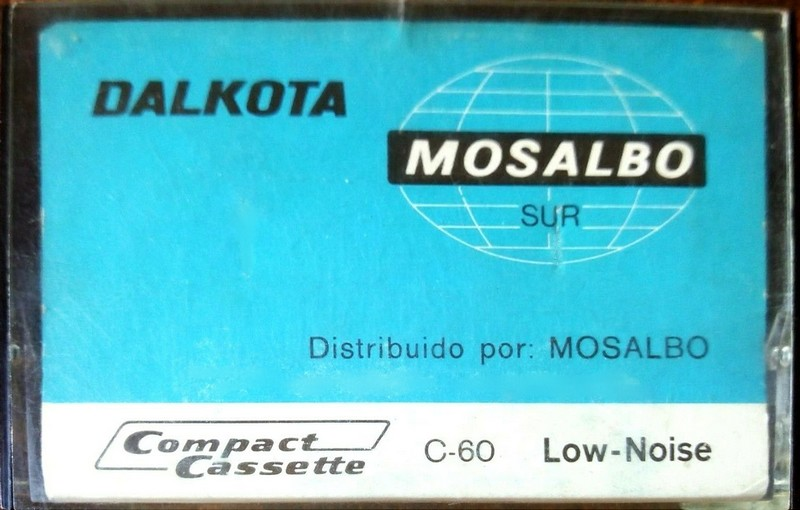 DALKOTA
MOSALBO
SUR
Distribuido por: MOSALBO
Compact
Cassette
C-60 Low-Noise